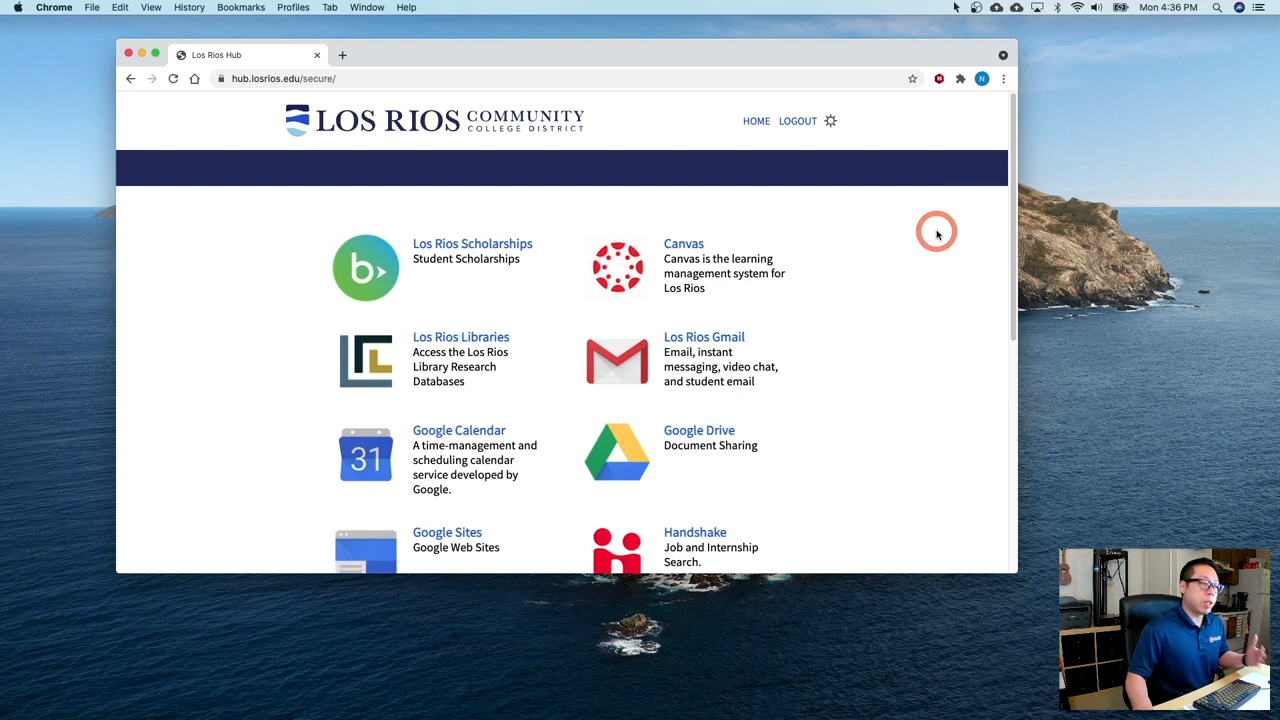 Chrome File Edit View History Bookmarks Profiles Tab Window Help Mon 4:36 PM
Los Rios Hub
hub.losrios.edu/secure/
N
LOS RIOS COMMUNITY
COLLEGE DISTRICT
HOME LOGOUT
b
Los Rios Scholarships
Student Scholarships
Canvas
Canvas is the learning
management system for
Los Rios
Los Rios Libraries
Access the Los Rios
Library Research
Databases
Los Rios Gmail
Email, instant
messaging, video chat,
and student email
31
Google Calendar
A time-management and
scheduling calendar
service developed by
Google.
Google Drive
Document Sharing
Google Sites
Google Web Sites
Handshake
Job and Internship
Search.